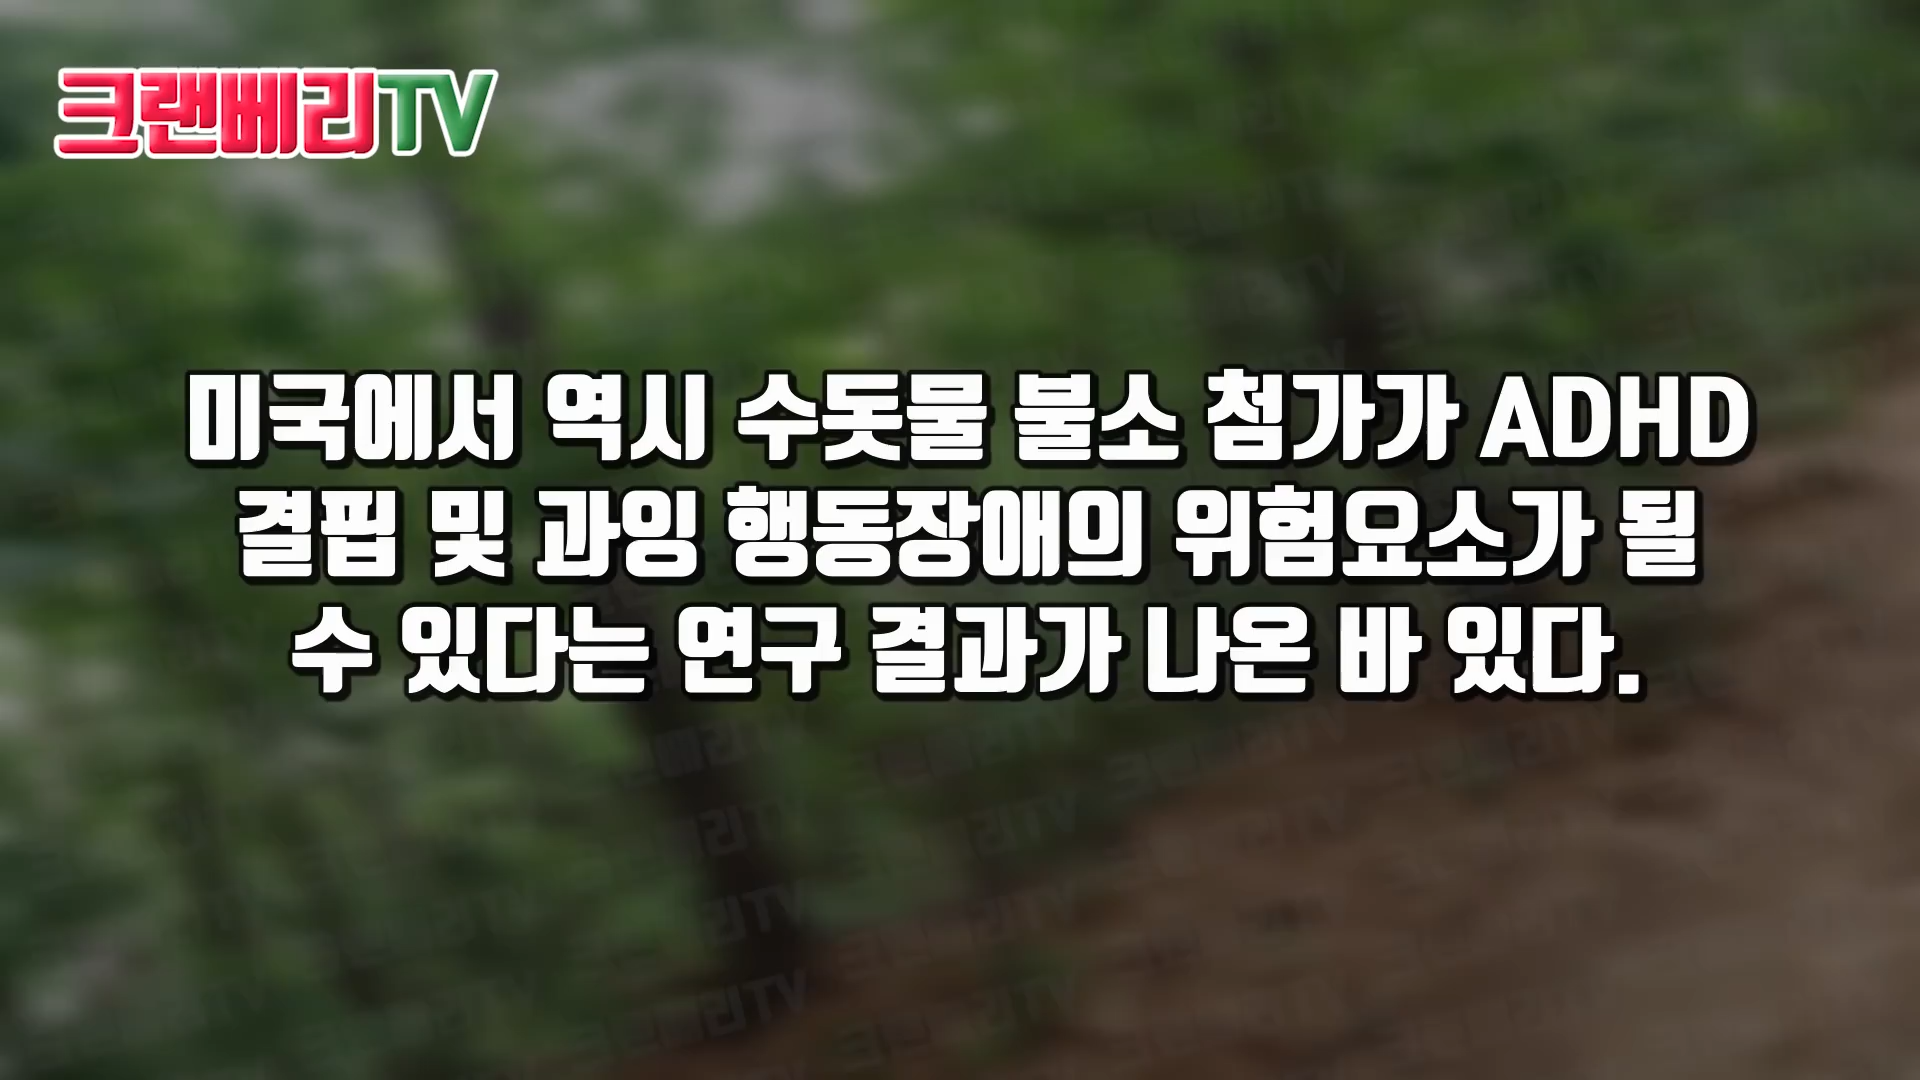 크랜베리TV
미국에서 역시 수돗물 불소 첨가가 ADHD
결핍 및 과잉 행동장애의 위험요소가 될
수 있다는 연구 결과가 나온 바 있다.